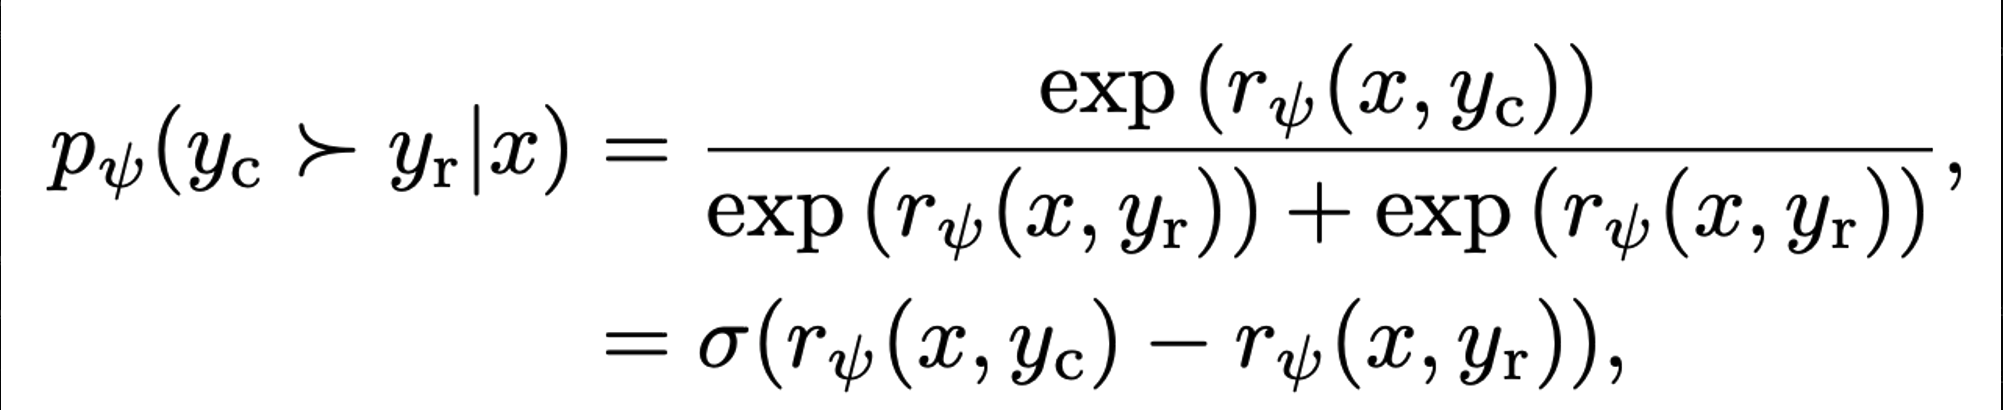 p_ψ(y_c ≻ y_r|x) = exp (r_ψ(x, y_c)) / (exp (r_ψ(x, y_r)) + exp (r_ψ(x, y_r))),
= σ(r_ψ(x, y_c) − r_ψ(x, y_r)),